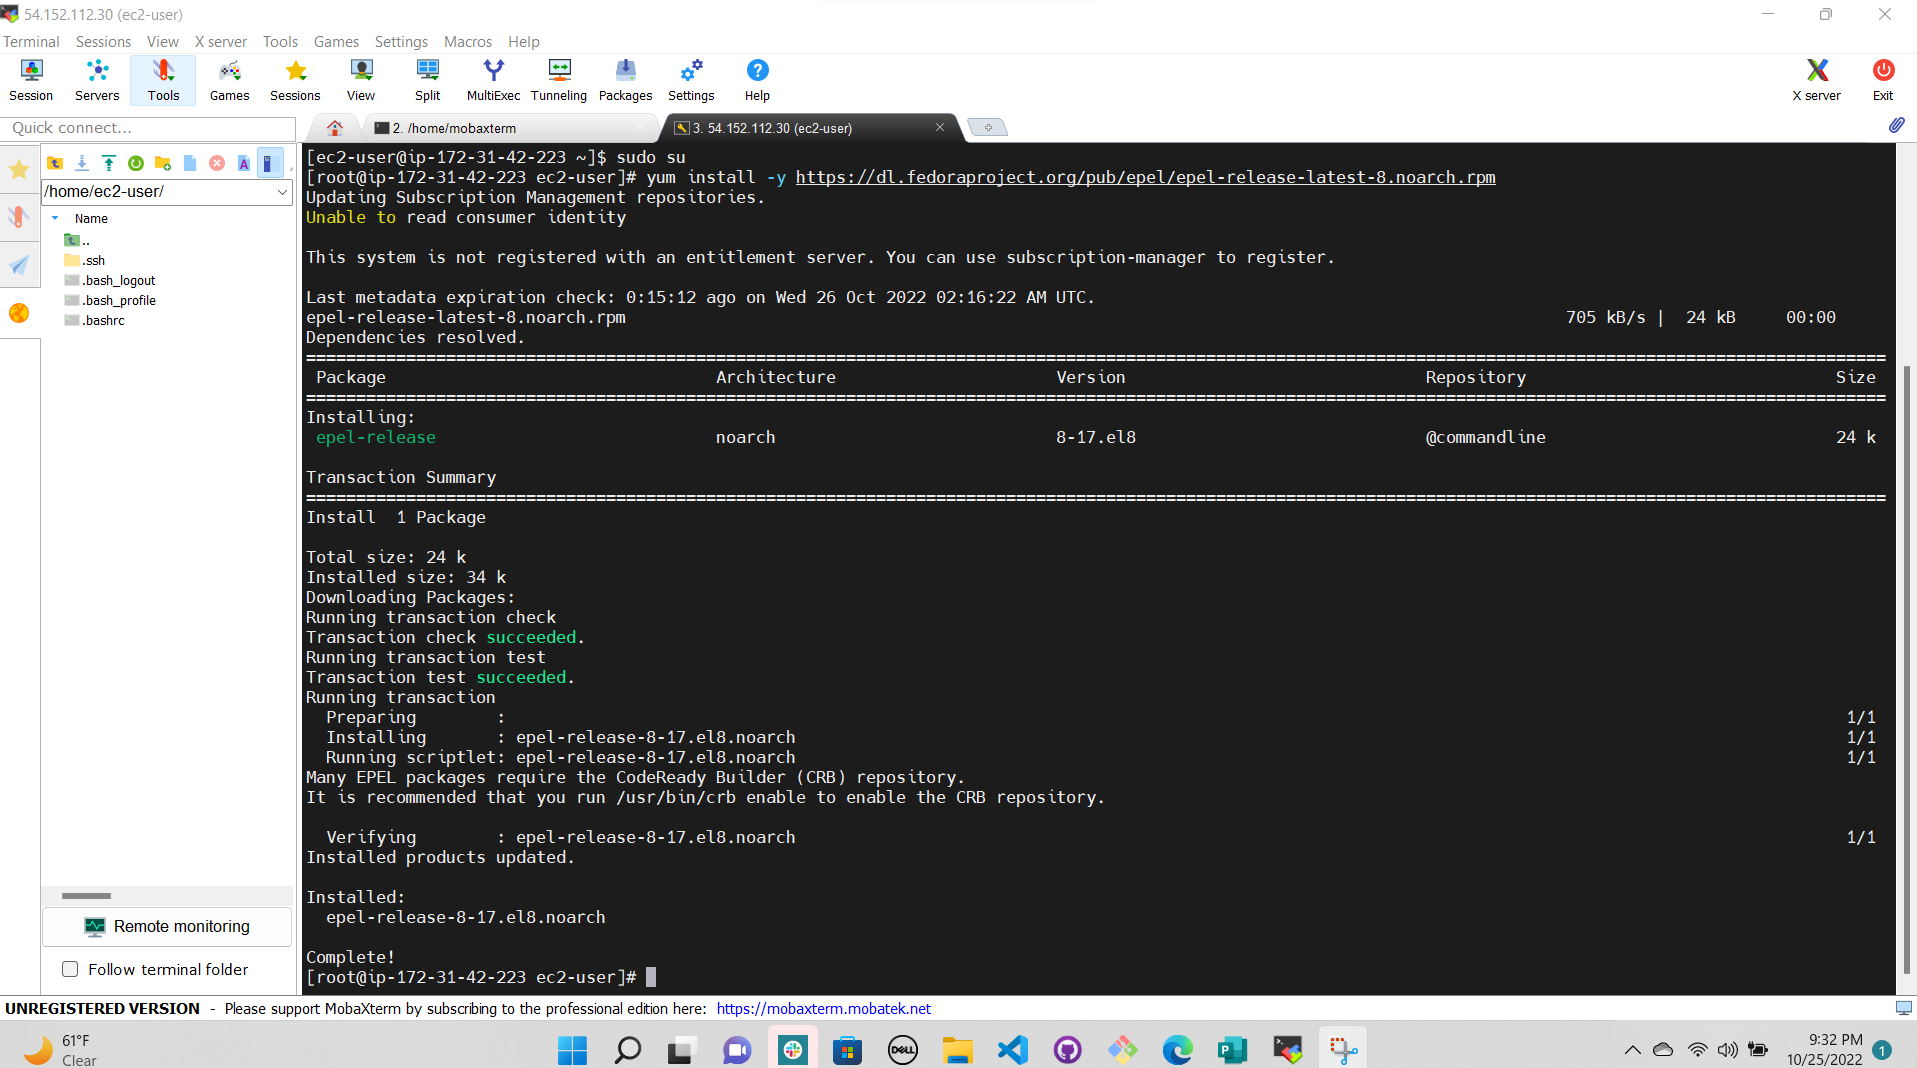 54.152.112.30 (ec2-user)
Terminal Sessions View X server Tools Games Settings Macros Help
Session Servers Tools Games Sessions View Split MultiExec Tunneling Packages Settings Help X server Exit
Quick connect...
2. /home/mobaxterm
3. 54.152.112.30 (ec2-user)
/home/ec2-user/
Name
..
.ssh
.bash_logout
.bash_profile
.bashrc
Remote monitoring
Follow terminal folder
[ec2-user@ip-172-31-42-223 ~]$ sudo su
[root@ip-172-31-42-223 ec2-user]# yum install -y https://dl.fedoraproject.org/pub/epel/epel-release-latest-8.noarch.rpm
Updating Subscription Management repositories.
Unable to read consumer identity
This system is not registered with an entitlement server. You can use subscription-manager to register.
Last metadata expiration check: 0:15:12 ago on Wed 26 Oct 2022 02:16:22 AM UTC.
epel-release-latest-8.noarch.rpm 705 kB/s | 24 kB 00:00
Dependencies resolved.
================================================================================
Package Architecture Version Repository Size
================================================================================
Installing:
epel-release noarch 8-17.el8 @commandline 24 k
Transaction Summary
================================================================================
Install 1 Package
Total size: 24 k
Installed size: 34 k
Downloading Packages:
Running transaction check
Transaction check succeeded.
Running transaction test
Transaction test succeeded.
Running transaction
Preparing : 1/1
Installing : epel-release-8-17.el8.noarch 1/1
Running scriptlet: epel-release-8-17.el8.noarch 1/1
Many EPEL packages require the CodeReady Builder (CRB) repository.
It is recommended that you run /usr/bin/crb enable to enable the CRB repository.
Verifying : epel-release-8-17.el8.noarch 1/1
Installed products updated.
Installed:
epel-release-8-17.el8.noarch
Complete!
[root@ip-172-31-42-223 ec2-user]#
UNREGISTERED VERSION - Please support MobaXterm by subscribing to the professional edition here: https://mobaxterm.mobatek.net
61°F
Clear
DELL
9:32 PM
10/25/2022
1